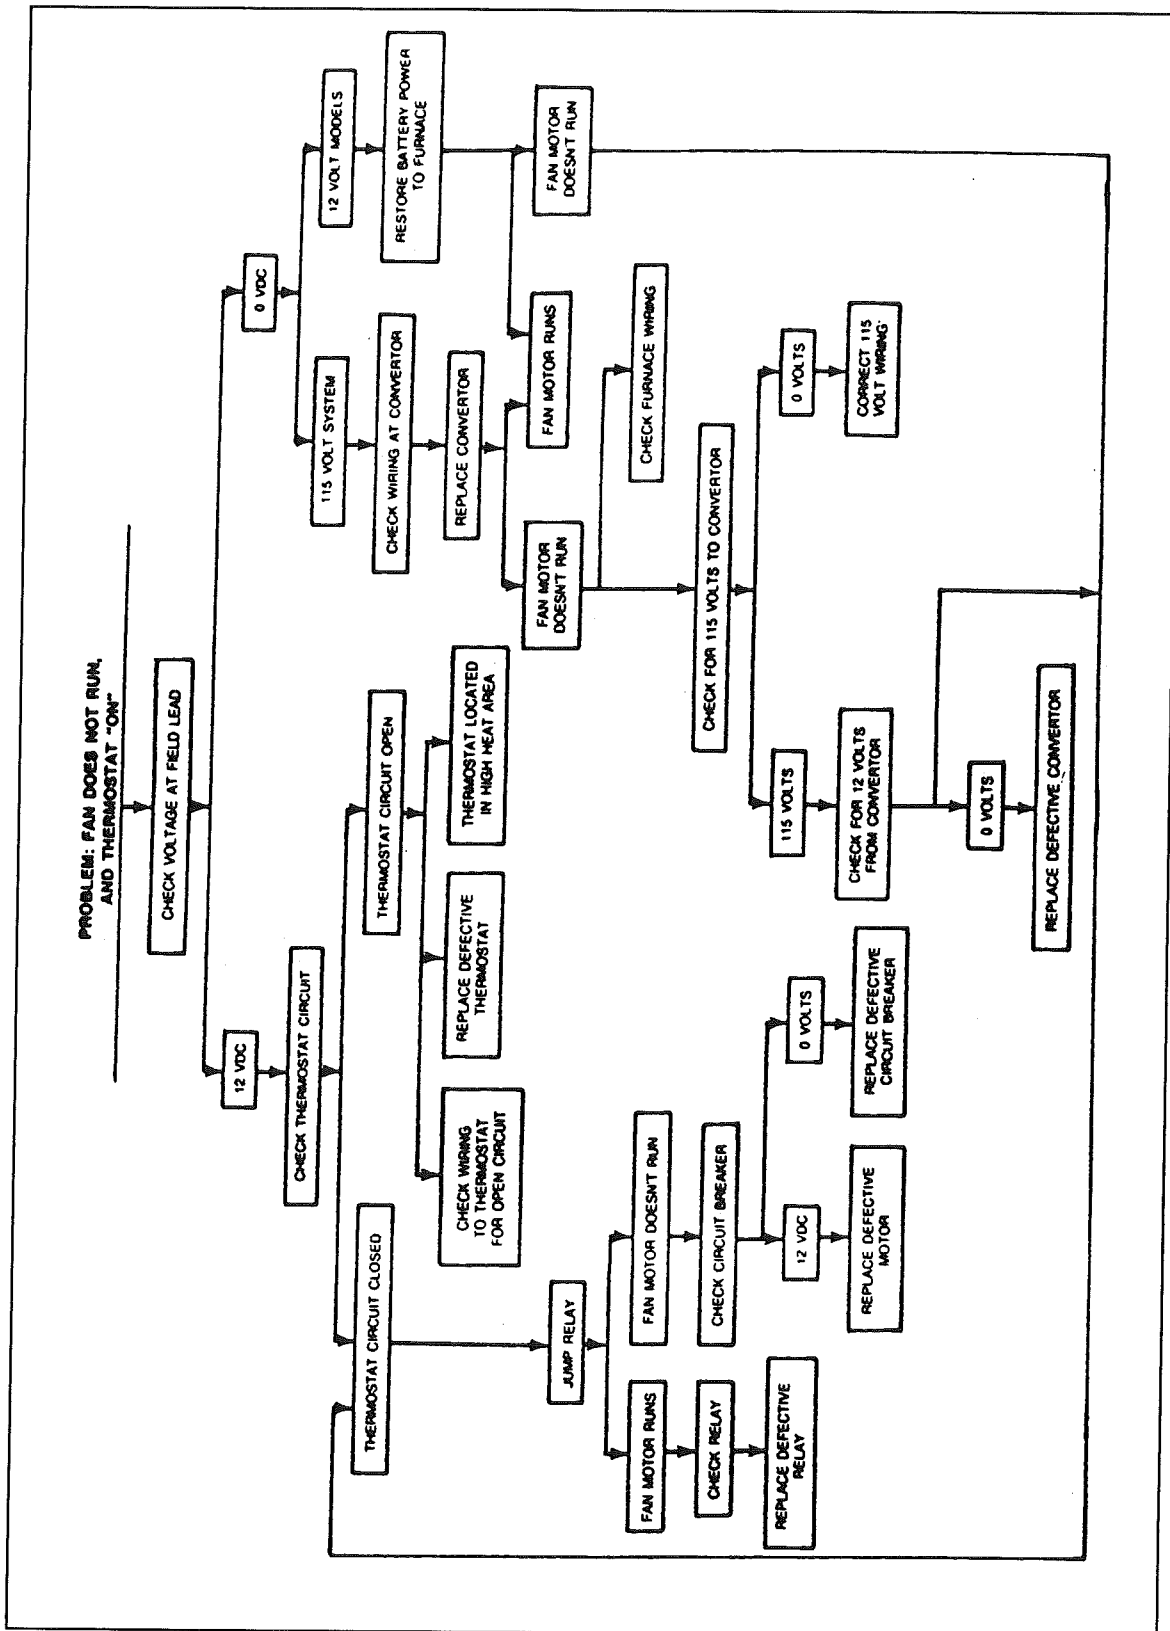 PROBLEM: FAN DOES NOT RUN,
AND THERMOSTAT "ON"
CHECK VOLTAGE AT FIELD LEAD
12 VDC
0 VDC
CHECK THERMOSTAT CIRCUIT
115 VOLT SYSTEM
12 VOLT MODELS
THERMOSTAT CIRCUIT CLOSED
THERMOSTAT CIRCUIT OPEN
CHECK WIRING AT CONVERTOR
RESTORE BATTERY POWER
TO FURNACE
CHECK WIRING
TO THERMOSTAT
FOR OPEN CIRCUIT
REPLACE DEFECTIVE
THERMOSTAT
THERMOSTAT LOCATED
IN HIGH HEAT AREA
REPLACE CONVERTOR
JUMP RELAY
FAN MOTOR
DOESN'T RUN
FAN MOTOR RUNS
FAN MOTOR
DOESN'T RUN
FAN MOTOR RUNS
FAN MOTOR DOESN'T RUN
CHECK FURNACE WIRING
CHECK RELAY
CHECK CIRCUIT BREAKER
CHECK FOR 115 VOLTS TO CONVERTOR
REPLACE DEFECTIVE
RELAY
12 VDC
0 VOLTS
115 VOLTS
0 VOLTS
REPLACE DEFECTIVE
MOTOR
REPLACE DEFECTIVE
CIRCUIT BREAKER
CHECK FOR 12 VOLTS
FROM CONVERTOR
CORRECT 115
VOLT WIRING
0 VOLTS
REPLACE DEFECTIVE CONVERTOR